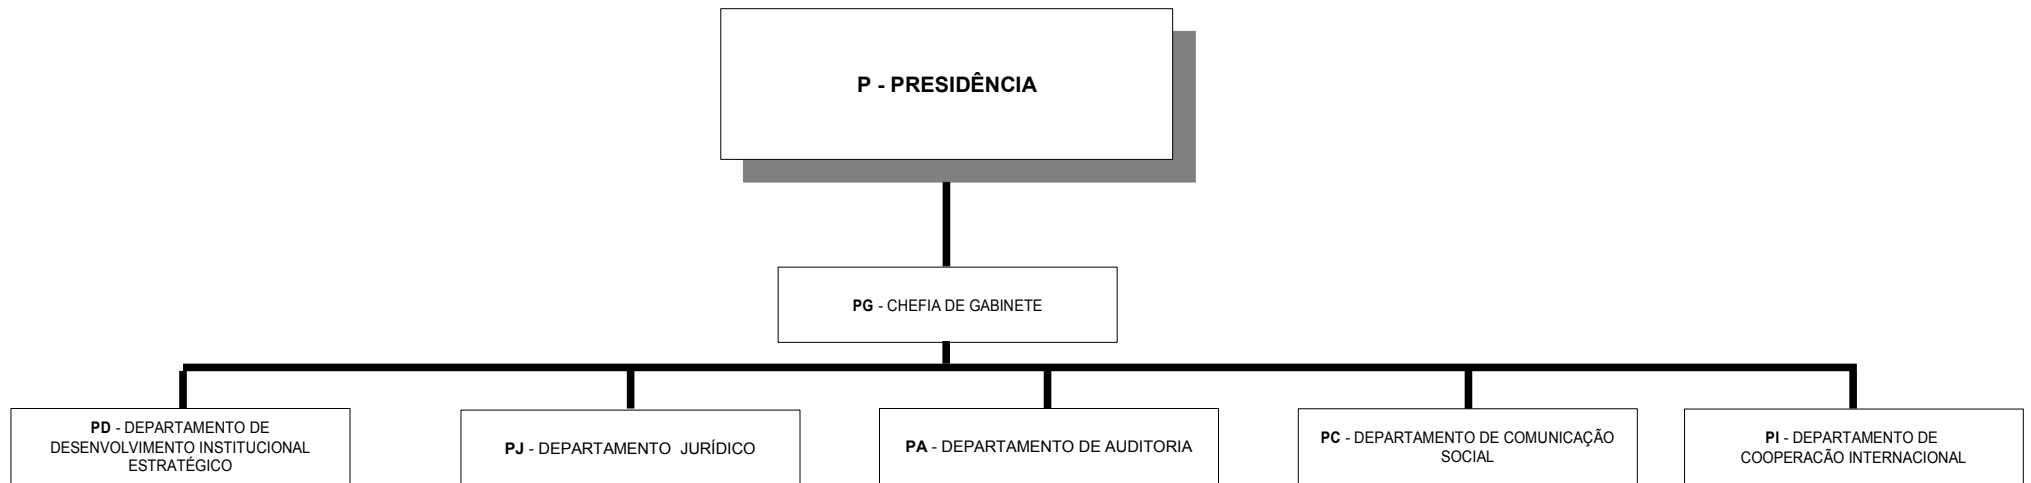 P - PRESIDÊNCIA
PG - CHEFIA DE GABINETE
PD - DEPARTAMENTO DE
DESENVOLVIMENTO INSTITUCIONAL
ESTRATÉGICO
PJ - DEPARTAMENTO JURÍDICO
PA - DEPARTAMENTO DE AUDITORIA
PC - DEPARTAMENTO DE COMUNICAÇÃO
SOCIAL
PI - DEPARTAMENTO DE
COOPERACÃO INTERNACIONAL